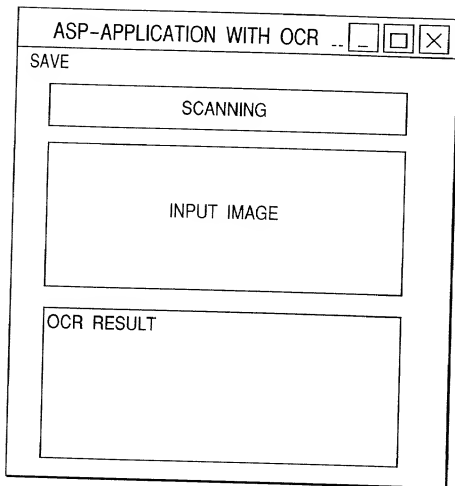 ASP-APPLICATION WITH OCR ..
SAVE
SCANNING
INPUT IMAGE
OCR RESULT